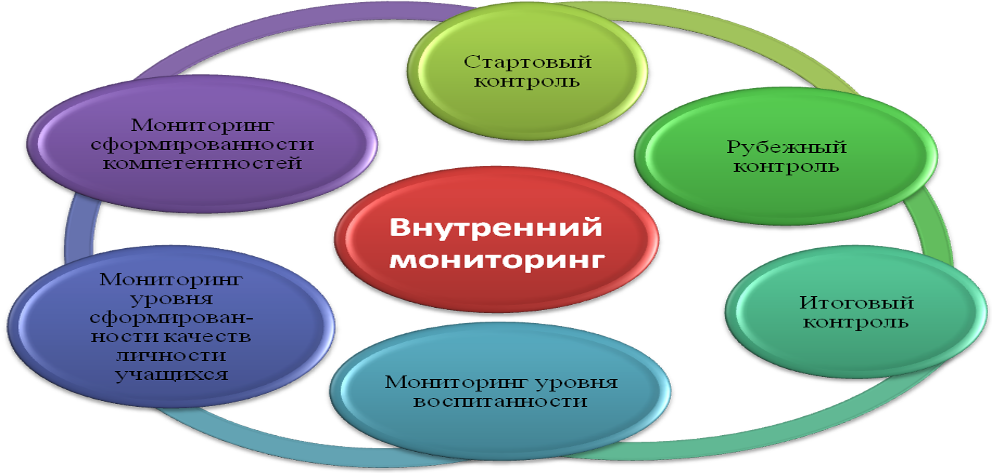 Стартовый
контроль
Рубежный
контроль
Итоговый
контроль
Мониторинг уровня
воспитанности
Мониторинг
уровня
сформирован-
ности качеств
личности
учащихся
Мониторинг
сформированности
компетентностей
Внутренний
мониторинг